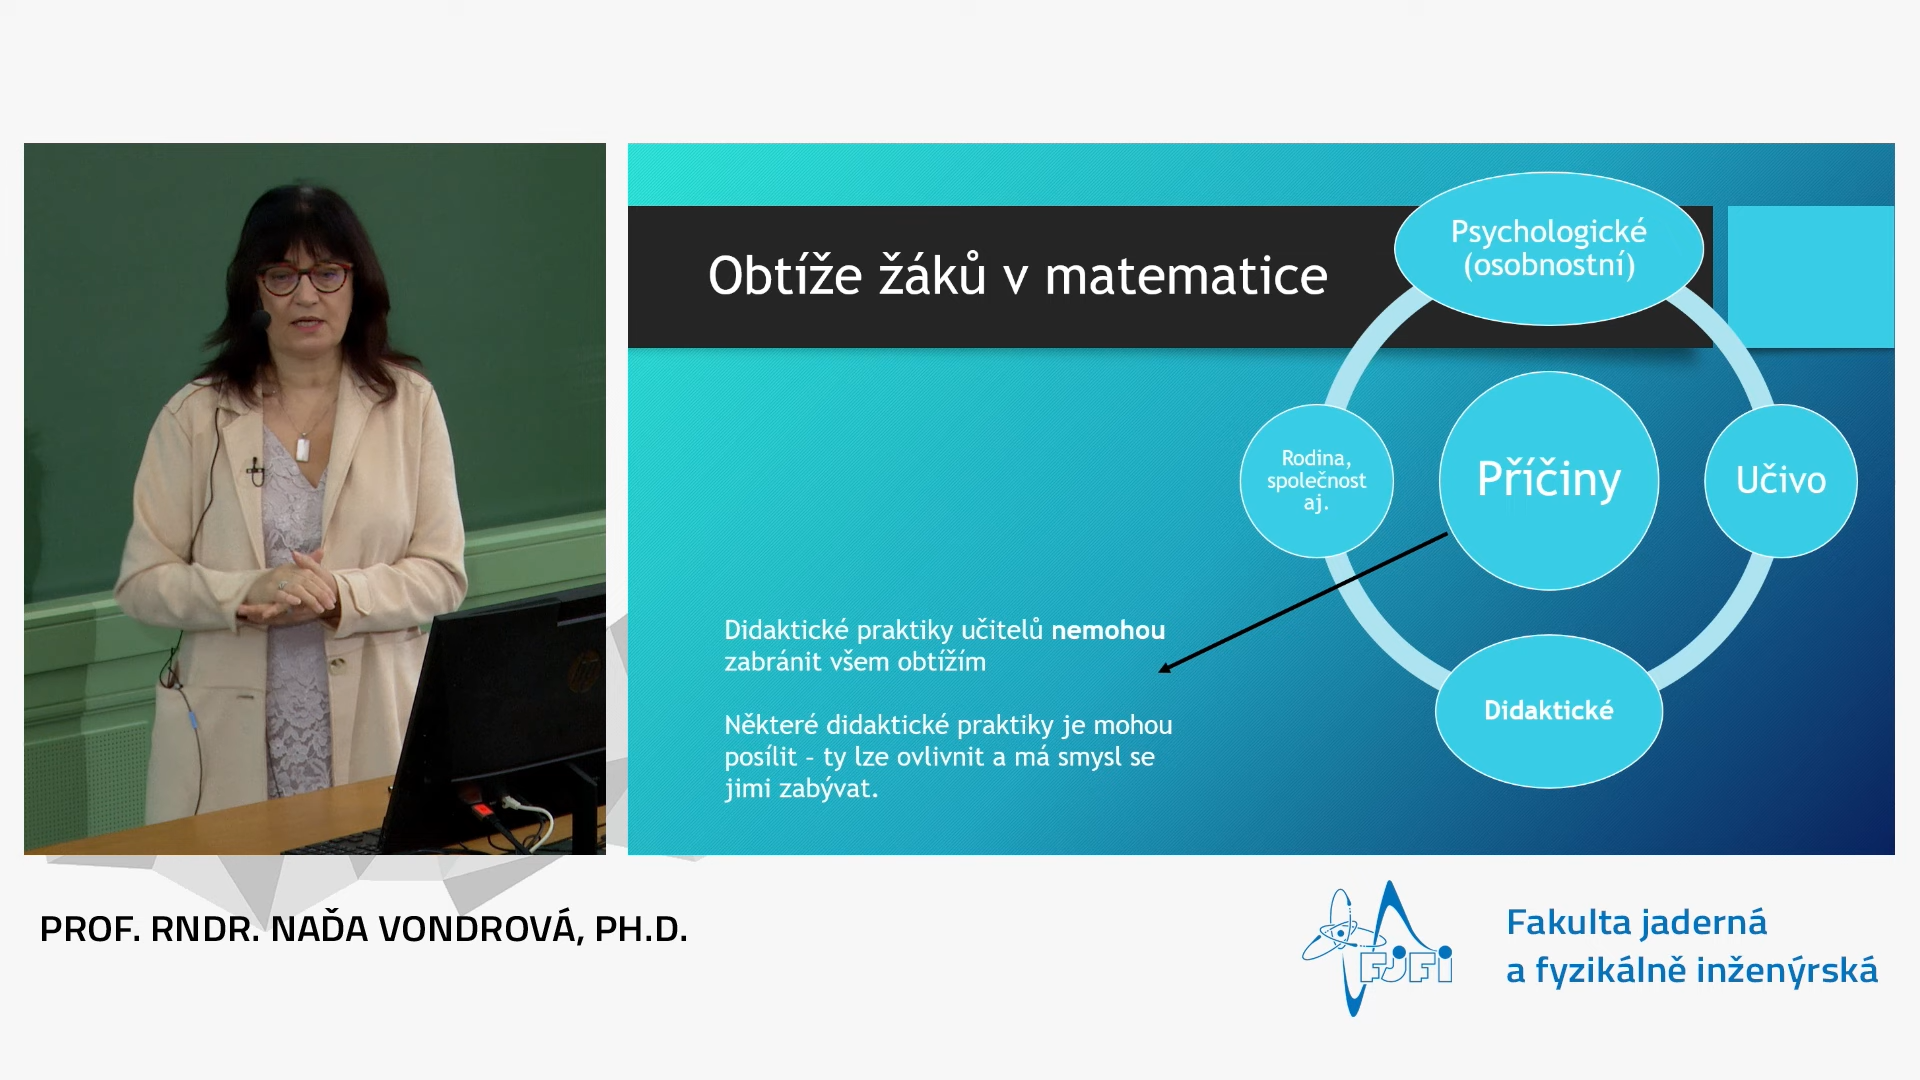 Obtíže žáků v matematice
Psychologické
(osobnostní)
Rodina,
společnost
aj.
Příčiny
Učivo
Didaktické
Didaktické praktiky učitelů nemohou
zabránit všem obtížím
Některé didaktické praktiky je mohou
posílit – ty lze ovlivnit a má smysl se
jimi zabývat.
PROF. RNDR. NAĎA VONDROVÁ, PH.D.
FJFI
Fakulta jaderná
a fyzikálně inženýrská